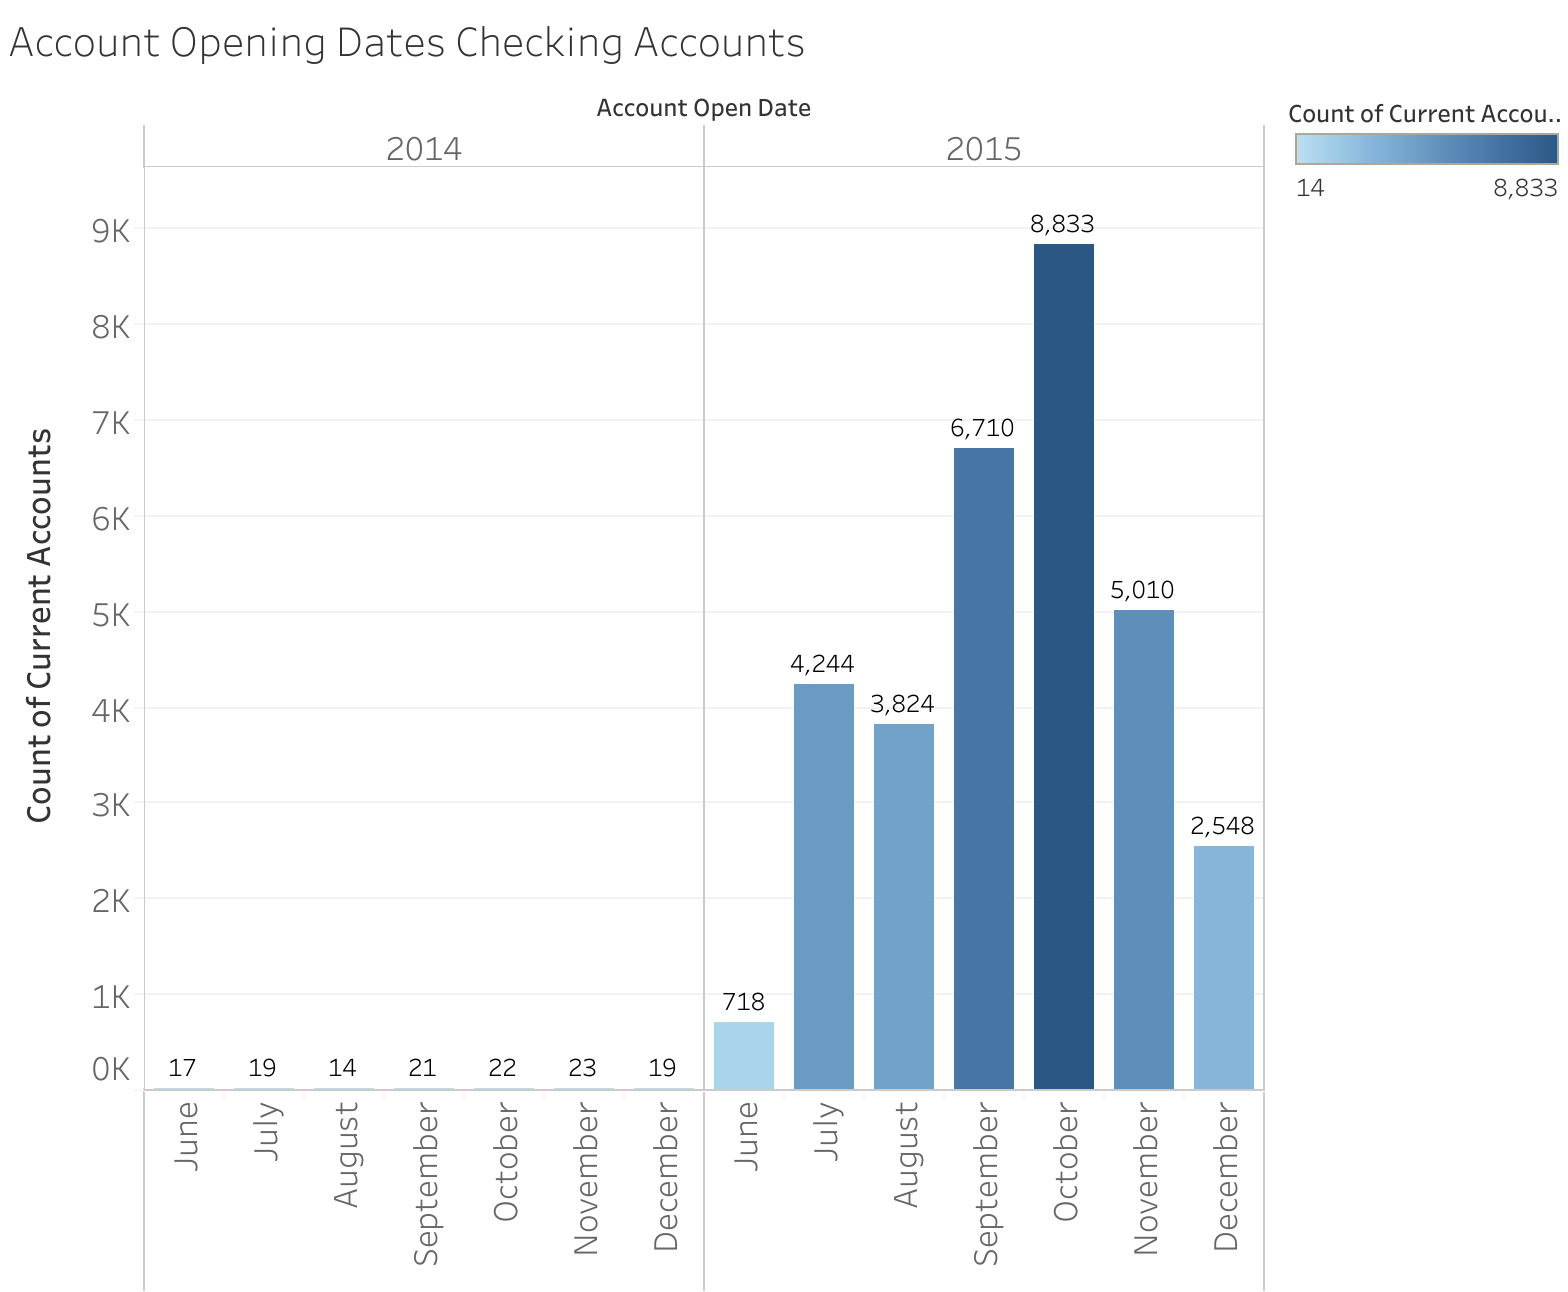 Account Opening Dates Checking Accounts
Account Open Date
Count of Current Accou..
2014
2015
14
8,833
Count of Current Accounts
9K
8K
7K
6K
5K
4K
3K
2K
1K
0K
17
19
14
21
22
23
19
718
4,244
3,824
6,710
8,833
5,010
2,548
June
July
August
September
October
November
December
June
July
August
September
October
November
December